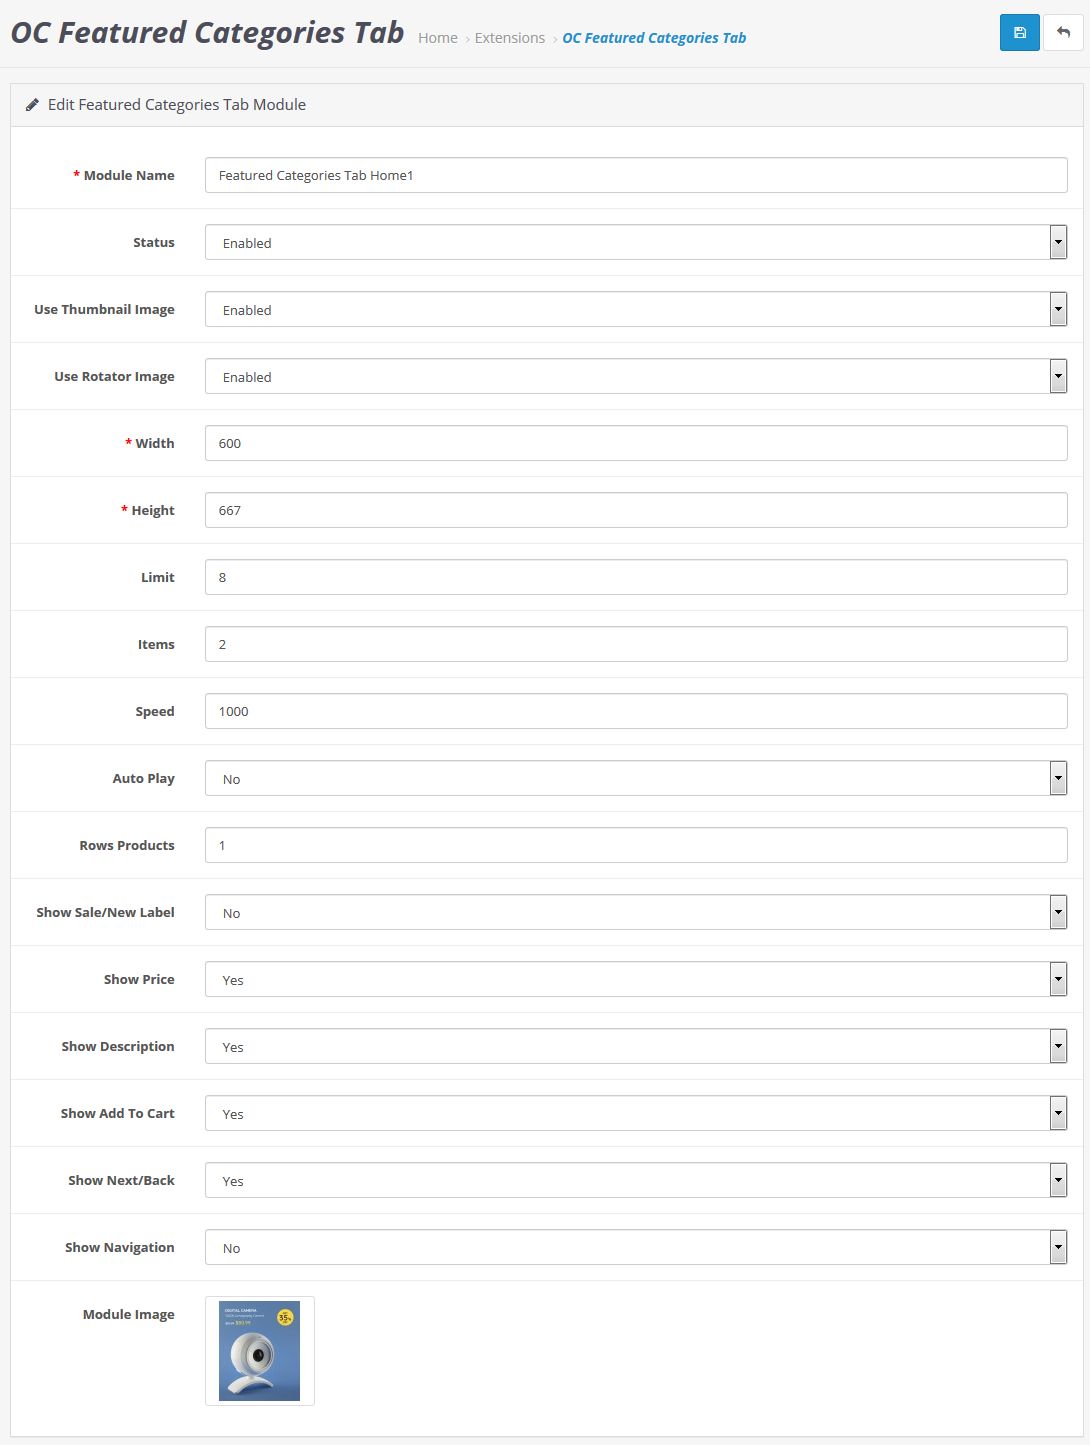 OC Featured Categories Tab Home › Extensions › OC Featured Categories Tab
Edit Featured Categories Tab Module
* Module Name Featured Categories Tab Home1
Status Enabled
Use Thumbnail Image Enabled
Use Rotator Image Enabled
* Width 600
* Height 667
Limit 8
Items 2
Speed 1000
Auto Play No
Rows Products 1
Show Sale/New Label No
Show Price Yes
Show Description Yes
Show Add To Cart Yes
Show Next/Back Yes
Show Navigation No
Module Image
DIGITAL CAMERA
35%